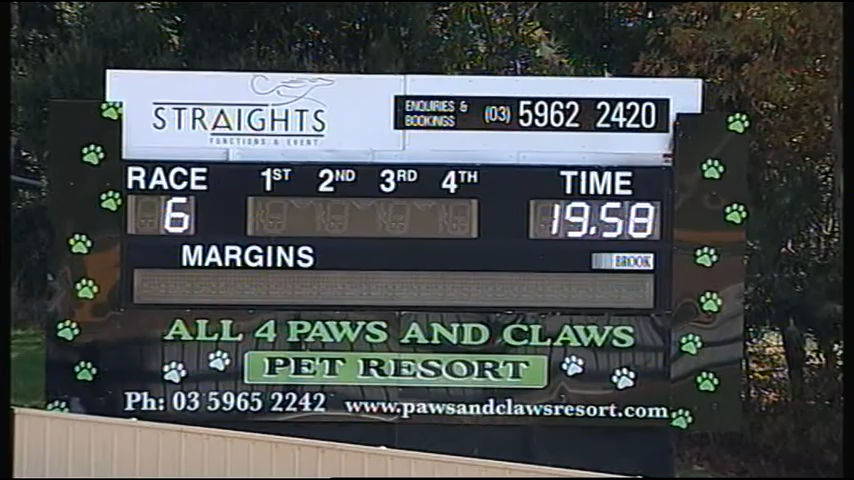 STRAIGHTS
FUNCTIONS & EVENT
ENQUIRIES & BOOKINGS (03) 5962 2420
RACE 1ST 2ND 3RD 4TH TIME
6 19.58
MARGINS BROOK
ALL 4 PAWS AND CLAWS
PET RESORT
Ph: 03 5965 2242 www.pawsandclawsresort.com